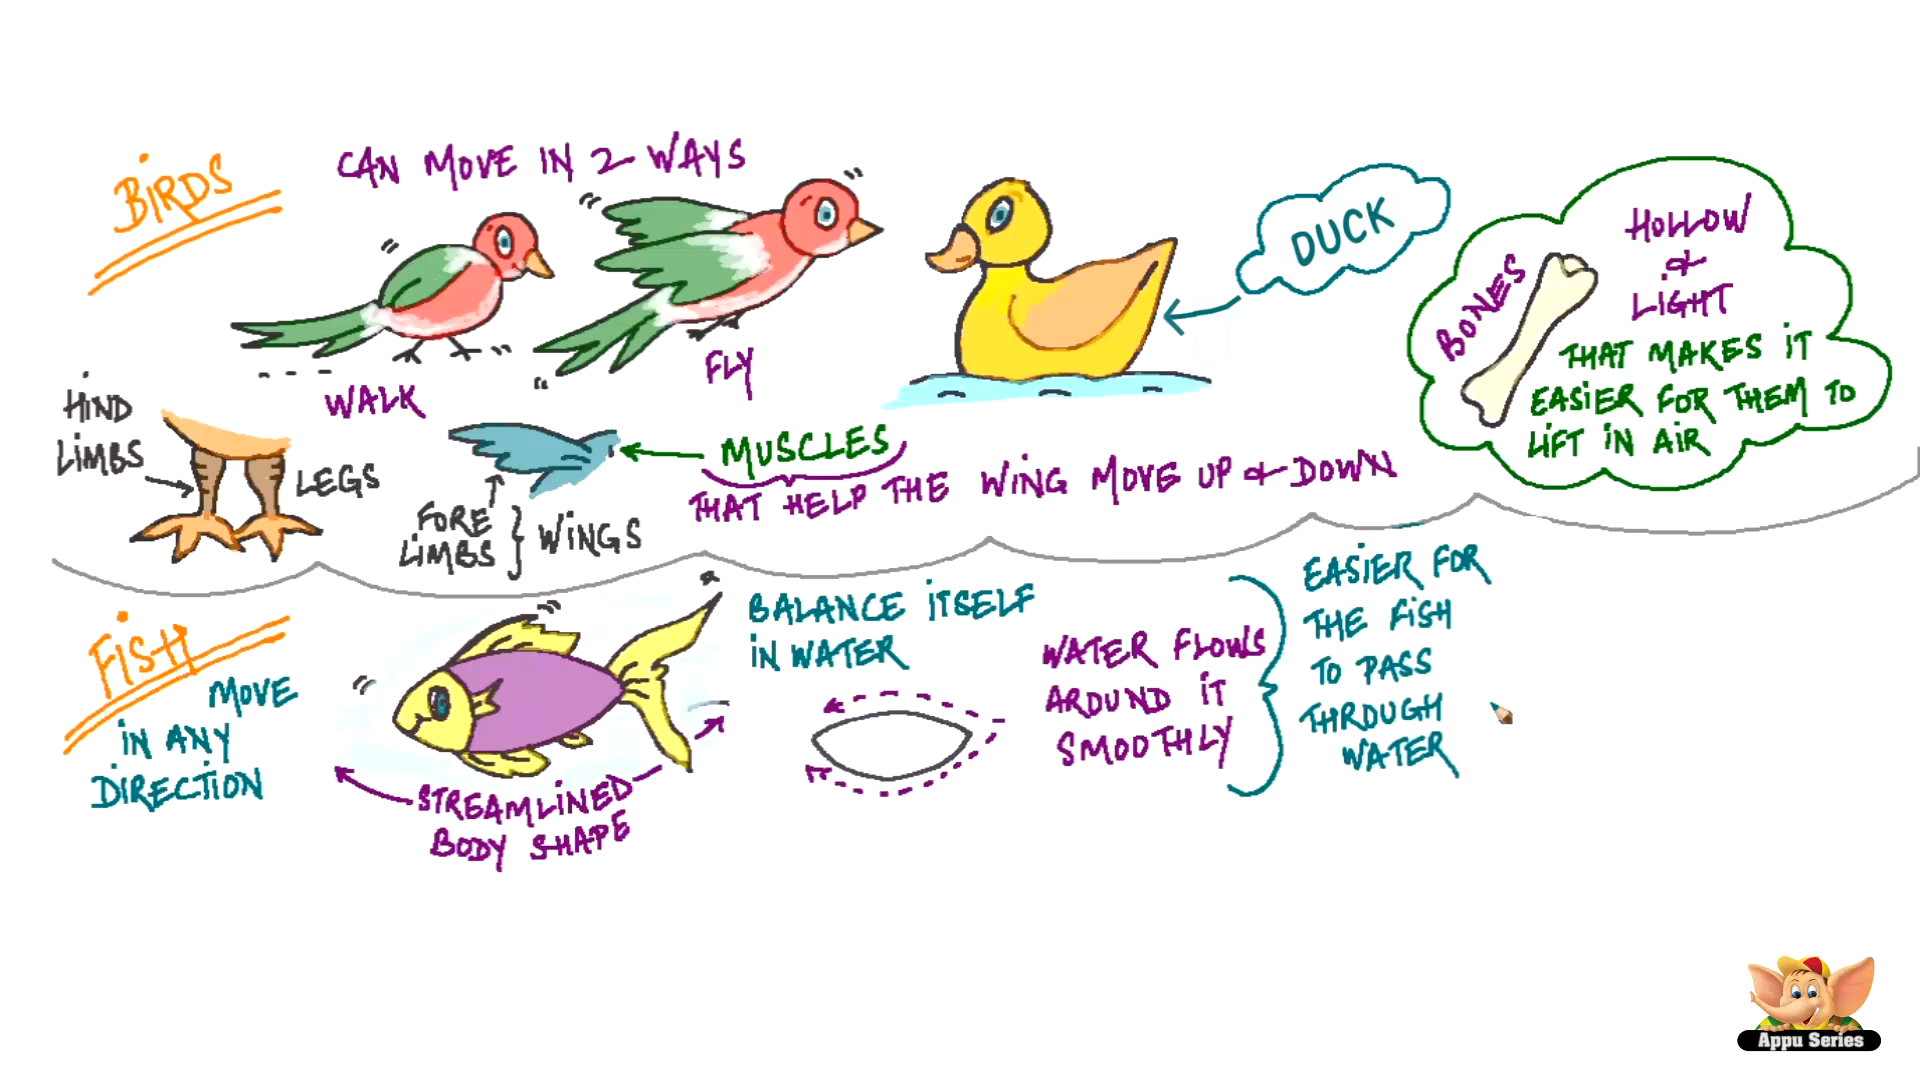 BIRDS
CAN MOVE IN 2 WAYS
WALK
FLY
DUCK
BONES
HOLLOW
&
LIGHT
THAT MAKES IT
EASIER FOR THEM TO
LIFT IN AIR
HIND
LIMBS
LEGS
FORE
LIMBS
WINGS
MUSCLES
THAT HELP THE WING MOVE UP & DOWN
FISH
MOVE
IN ANY
DIRECTION
STREAMLINED
BODY SHAPE
BALANCE ITSELF
IN WATER
WATER FLOWS
AROUND IT
SMOOTHLY
EASIER FOR
THE FISH
TO PASS
THROUGH
WATER
Appu Series